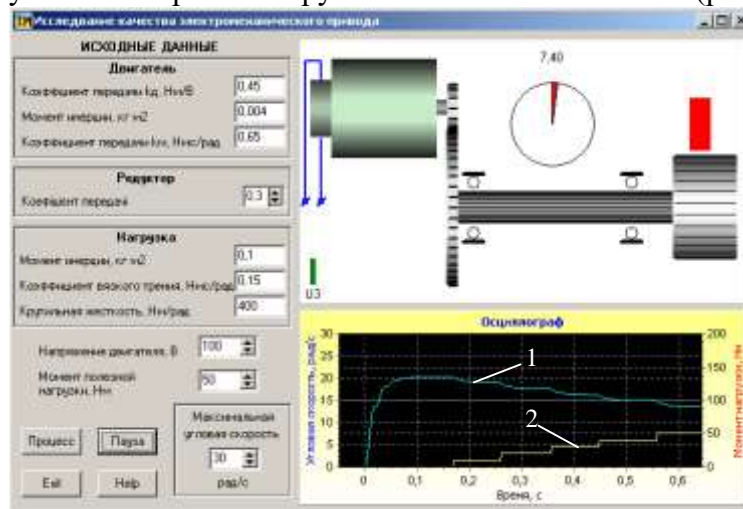 Исследование качества электромеханического привода
ИСХОДНЫЕ ДАННЫЕ
Двигатель
Коэффициент передачи kд, Нм/В
0,45
Момент инерции, кг м2
0,004
Коэффициент передачи kм, Нмс/рад
0,65
Редуктор
Коэфициент передачи
0.3
Нагрузка
Момент инерции, кг м2
0,1
Коэффициент вязкого трения, Нмс/рад
0,15
Крутильная жесткость, Нм/рад
400
Напряжение двигателя, В
100
Момент полезной
нагрузки, Нм
50
Максимальная
угловая скорость
30
рад/с
Процесс
Пауза
Exit
Help
7,40
U3
Осциллограф
Угловая скорость, рад/с
30
25
20
15
10
5
0
200
150
100
50
0
Момент нагрузки, Нм
1
2
0
0,1
0,2
0,3
0,4
0,5
0,6
Время, с